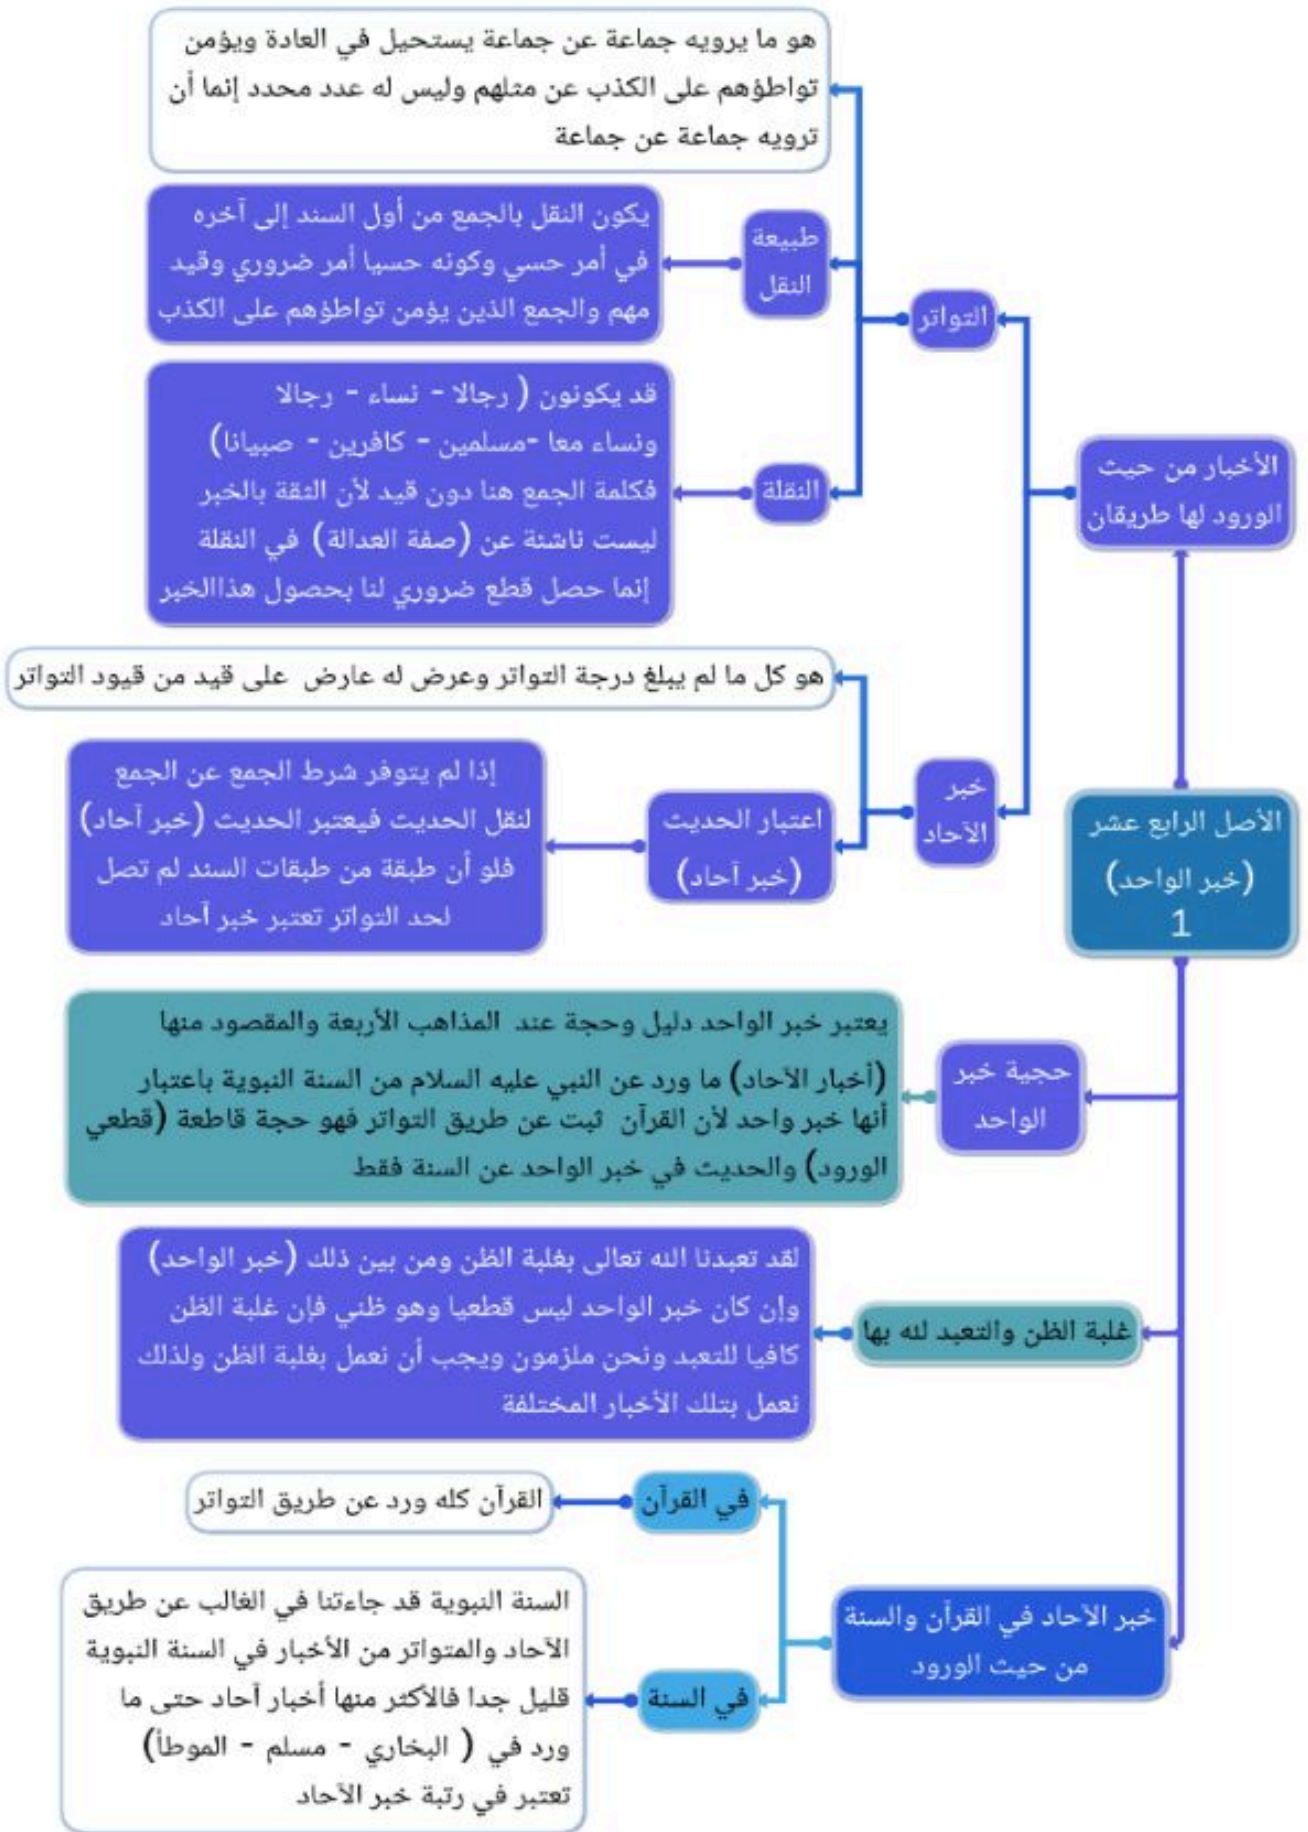 الأصل الرابع عشر
(خبر الواحد)
1
الأخبار من حيث
الورود لها طريقان
التواتر
هو ما يرويه جماعة عن جماعة يستحيل في العادة ويؤمن
تواطؤهم على الكذب عن مثلهم وليس له عدد محدد إنما أن
ترويه جماعة عن جماعة
طبيعة
النقل
يكون النقل بالجمع من أول السند إلى آخره
في أمر حسي وكونه حسيا أمر ضروري وقيد
مهم والجمع الذين يؤمن تواطؤهم على الكذب
النقلة
قد يكونون ( رجالا - نساء - رجالا
ونساء معا -مسلمين - كافرين - صبيانا)
فكلمة الجمع هنا دون قيد لأن الثقة بالخبر
ليست ناشئة عن (صفة العدالة) في النقلة
إنما حصل قطع ضروري لنا بحصول هذاالخبر
خبر
الآحاد
هو كل ما لم يبلغ درجة التواتر وعرض له عارض على قيد من قيود التواتر
اعتبار الحديث
(خبر آحاد)
إذا لم يتوفر شرط الجمع عن الجمع
لنقل الحديث فيعتبر الحديث (خبر آحاد)
فلو أن طبقة من طبقات السند لم تصل
لحد التواتر تعتبر خبر آحاد
حجية خبر
الواحد
يعتبر خبر الواحد دليل وحجة عند المذاهب الأربعة والمقصود منها
(أخبار الآحاد) ما ورد عن النبي عليه السلام من السنة النبوية باعتبار
أنها خبر واحد لأن القرآن ثبت عن طريق التواتر فهو حجة قاطعة (قطعي
الورود) والحديث في خبر الواحد عن السنة فقط
غلبة الظن والتعبد لله بها
لقد تعبدنا الله تعالى بغلبة الظن ومن بين ذلك (خبر الواحد)
وإن كان خبر الواحد ليس قطعيا وهو ظني فإن غلبة الظن
كافيا للتعبد ونحن ملزمون ويجب أن نعمل بغلبة الظن ولذلك
نعمل بتلك الأخبار المختلفة
خبر الآحاد في القرآن والسنة
من حيث الورود
في القرآن
القرآن كله ورد عن طريق التواتر
في السنة
السنة النبوية قد جاءتنا في الغالب عن طريق
الآحاد والمتواتر من الأخبار في السنة النبوية
قليل جدا فالأكثر منها أخبار آحاد حتى ما
ورد في ( البخاري - مسلم - الموطأ)
تعتبر في رتبة خبر الآحاد